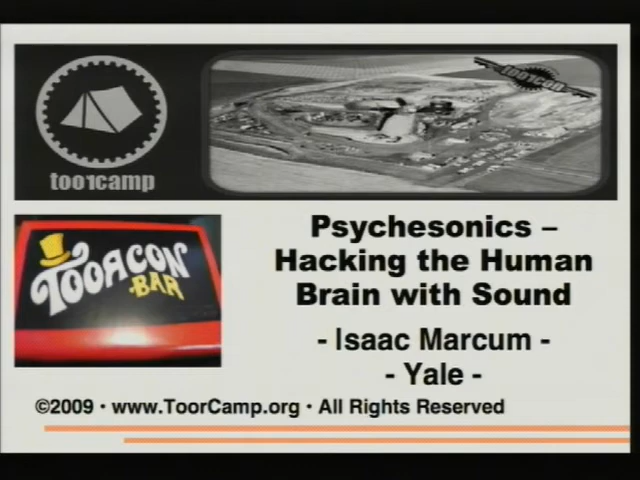 toorcamp
toorcon
TOORCON
BAR
Psychesonics –
Hacking the Human
Brain with Sound
- Isaac Marcum -
- Yale -
©2009 · www.ToorCamp.org · All Rights Reserved